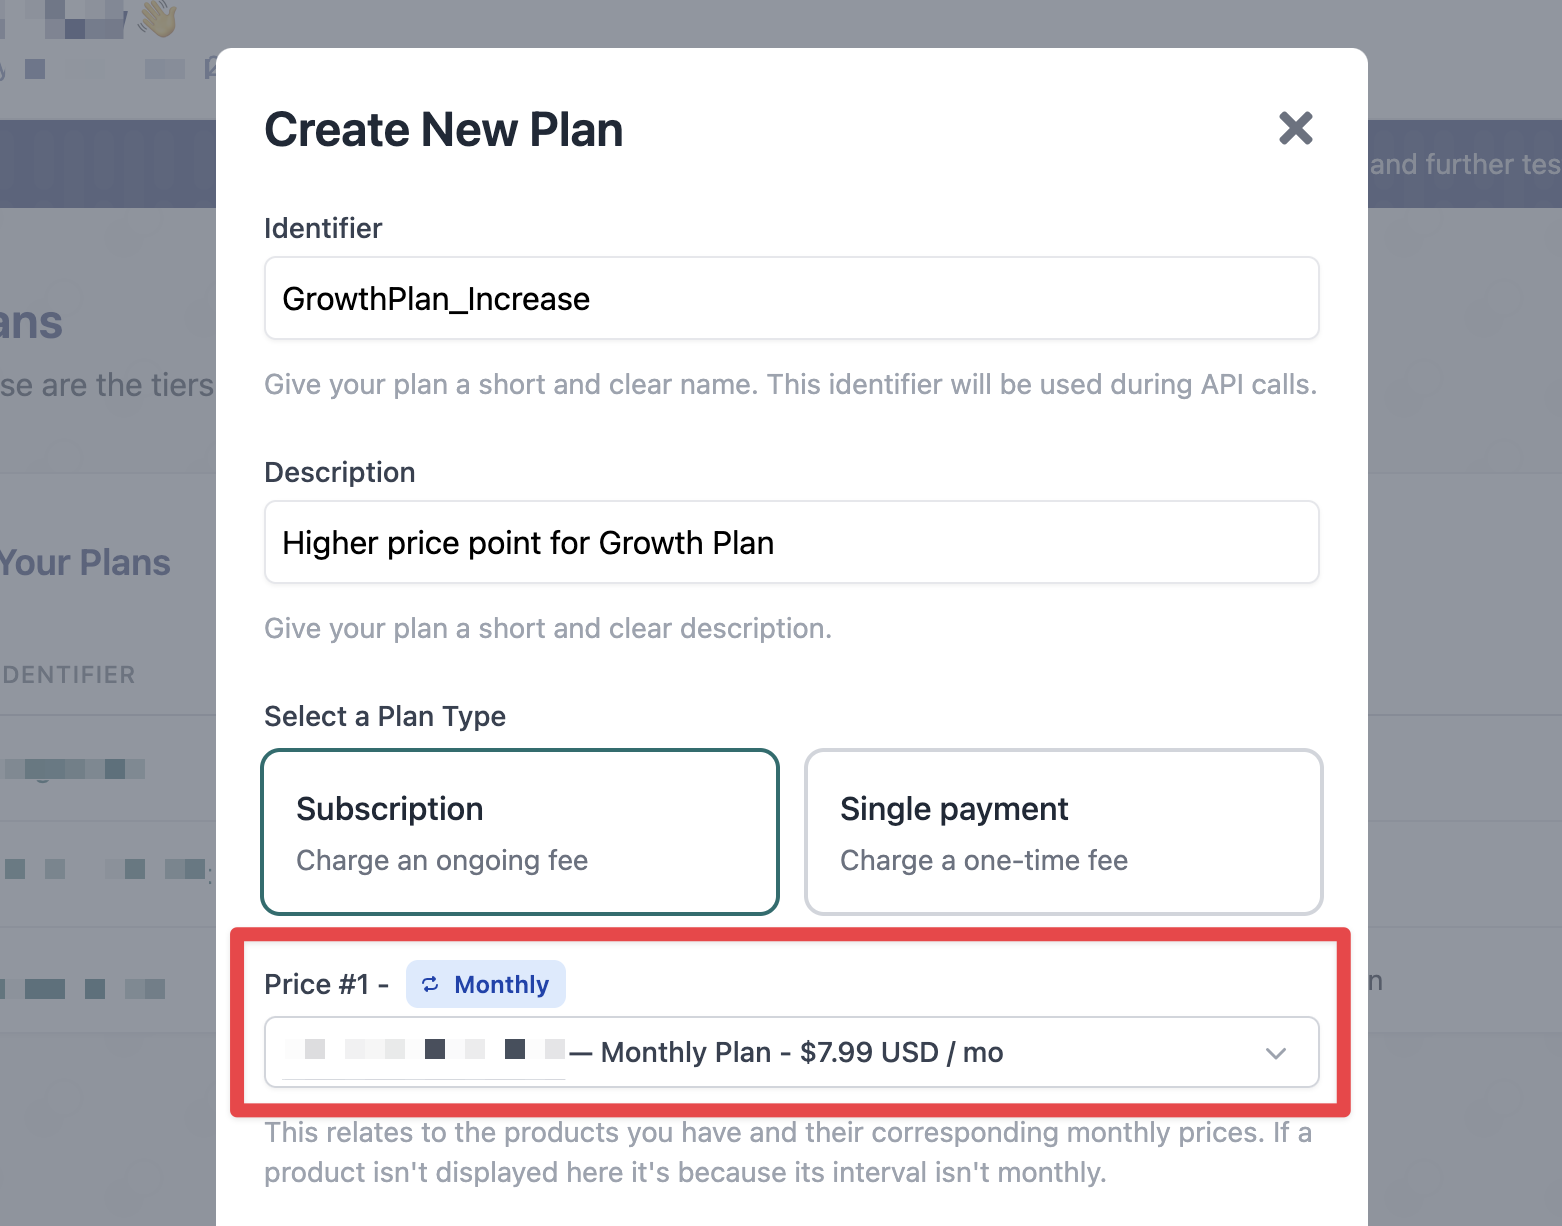 Create New Plan
and further tes
Identifier
GrowthPlan_Increase
ans
se are the tiers
Give your plan a short and clear name. This identifier will be used during API calls.
Description
Higher price point for Growth Plan
Your Plans
Give your plan a short and clear description.
DENTIFIER
Select a Plan Type
Subscription
Charge an ongoing fee
Single payment
Charge a one-time fee
Price #1 - Monthly
n
— Monthly Plan - $7.99 USD / mo
This relates to the products you have and their corresponding monthly prices. If a
product isn't displayed here it's because its interval isn't monthly.